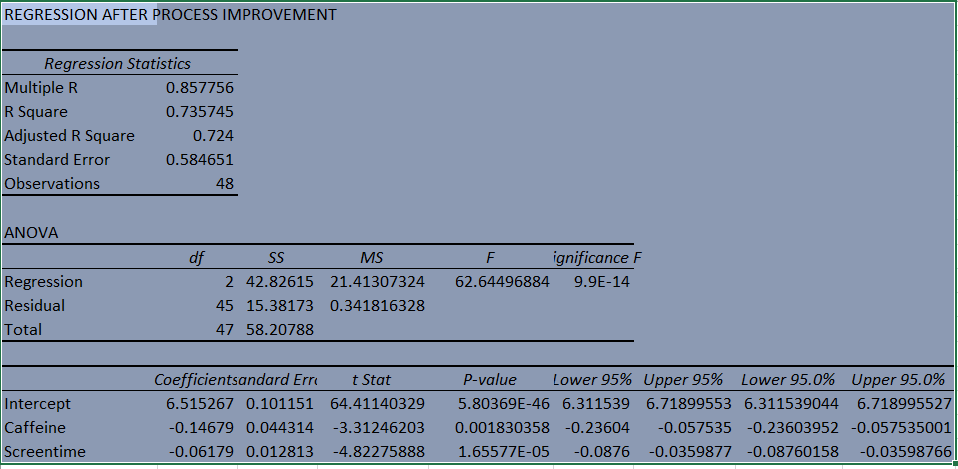 REGRESSION AFTER PROCESS IMPROVEMENT
Regression Statistics
Multiple R 0.857756
R Square 0.735745
Adjusted R Square 0.724
Standard Error 0.584651
Observations 48
ANOVA
df SS MS F ignificance F
Regression 2 42.82615 21.41307324 62.64496884 9.9E-14
Residual 45 15.38173 0.341816328
Total 47 58.20788
Coefficients andard Erro t Stat P-value Lower 95% Upper 95% Lower 95.0% Upper 95.0%
Intercept 6.515267 0.101151 64.41140329 5.80369E-46 6.311539 6.71899553 6.311539044 6.718995527
Caffeine -0.14679 0.044314 -3.31246203 0.001830358 -0.23604 -0.057535 -0.23603952 -0.057535001
Screentime -0.06179 0.012813 -4.82275888 1.65577E-05 -0.0876 -0.0359877 -0.08760158 -0.03598766